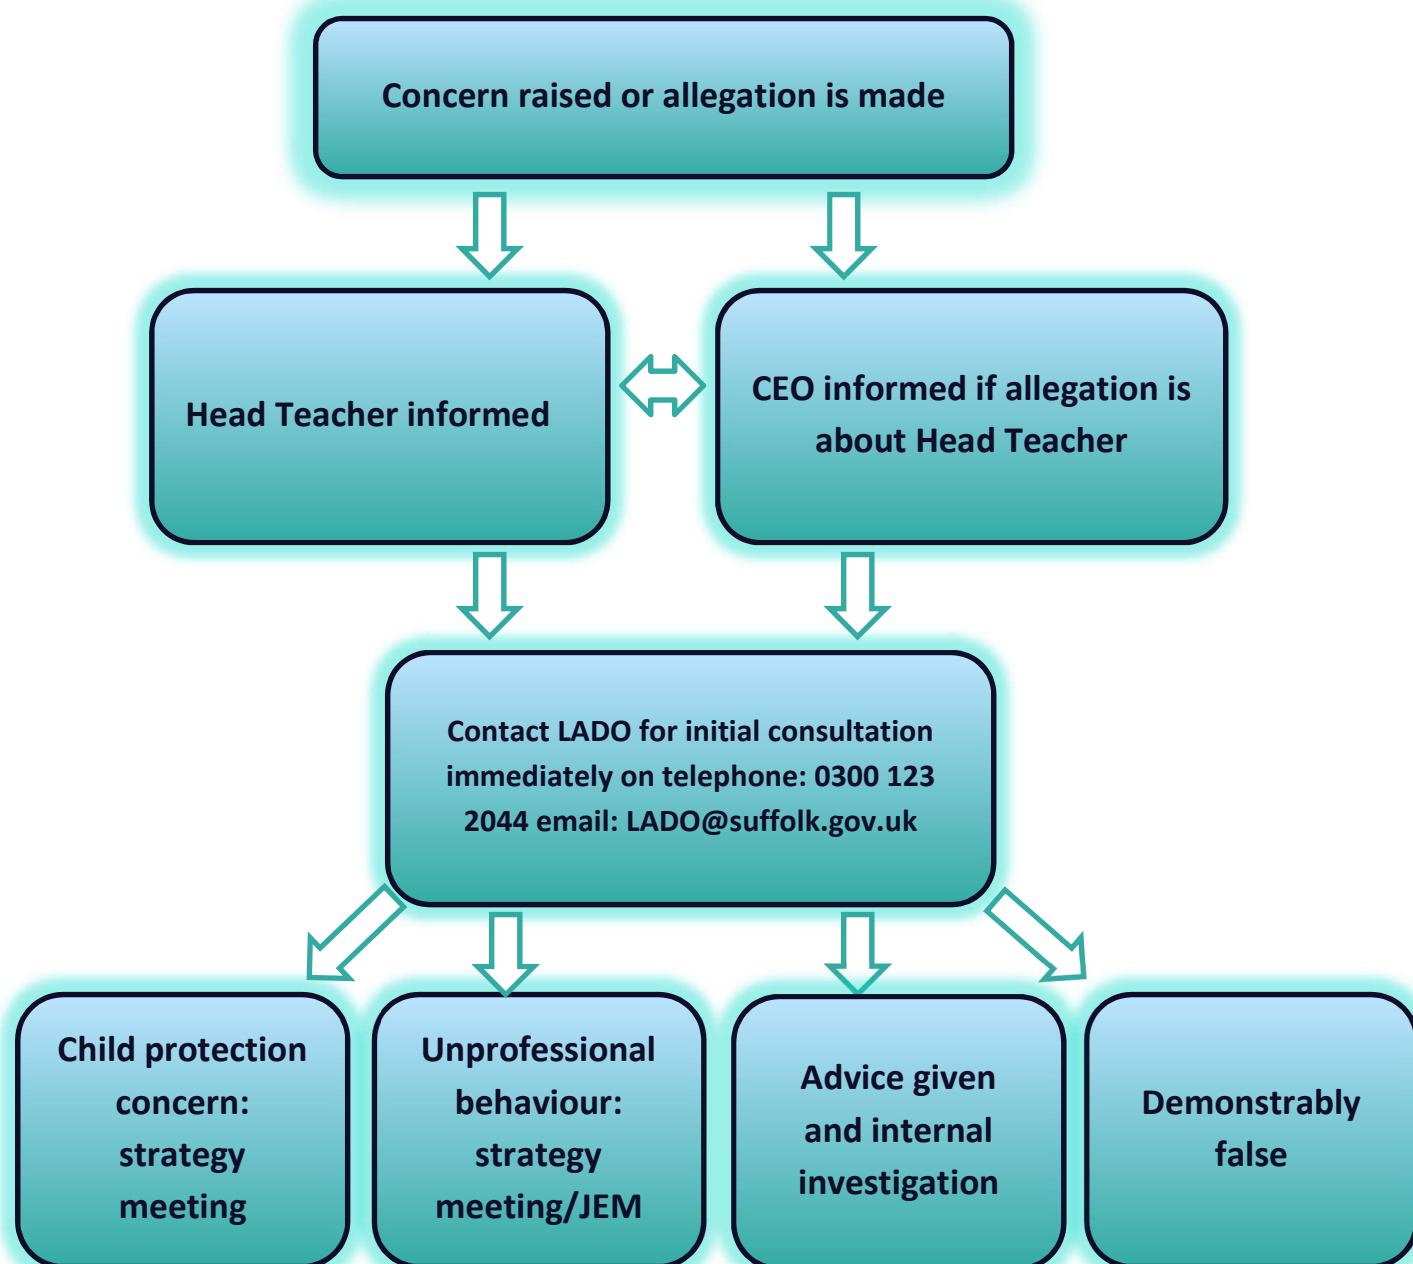 Concern raised or allegation is made
Head Teacher informed
CEO informed if allegation is
about Head Teacher
Contact LADO for initial consultation
immediately on telephone: 0300 123
2044 email: LADO@suffolk.gov.uk
Child protection
concern:
strategy
meeting
Unprofessional
behaviour:
strategy
meeting/JEM
Advice given
and internal
investigation
Demonstrably
false